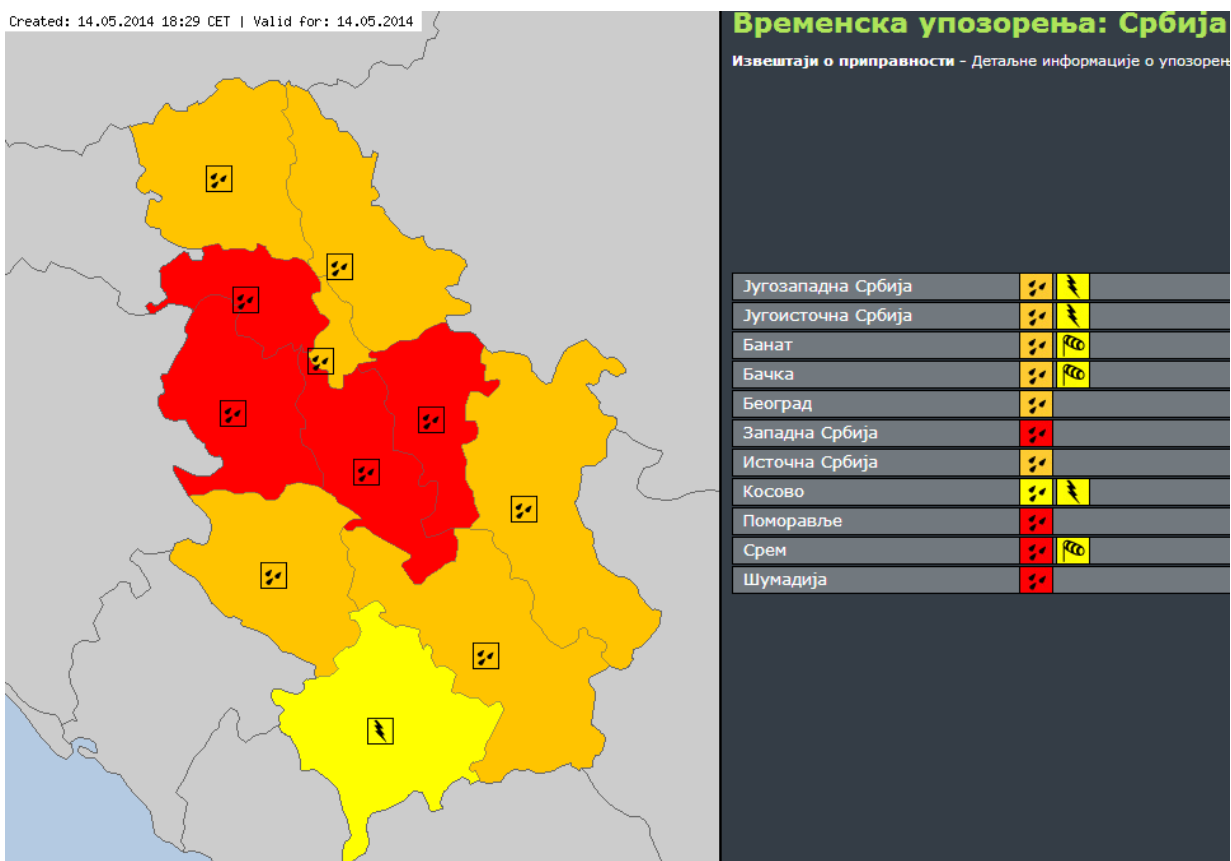 Created: 14.05.2014 18:29 CET | Valid for: 14.05.2014
Временска упозорења: Србија
Извештаји о приправности - Детаљне информације о упозорењ
Југозападна Србија
Југоисточна Србија
Банат
Бачка
Београд
Западна Србија
Источна Србија
Косово
Поморавље
Срем
Шумадија